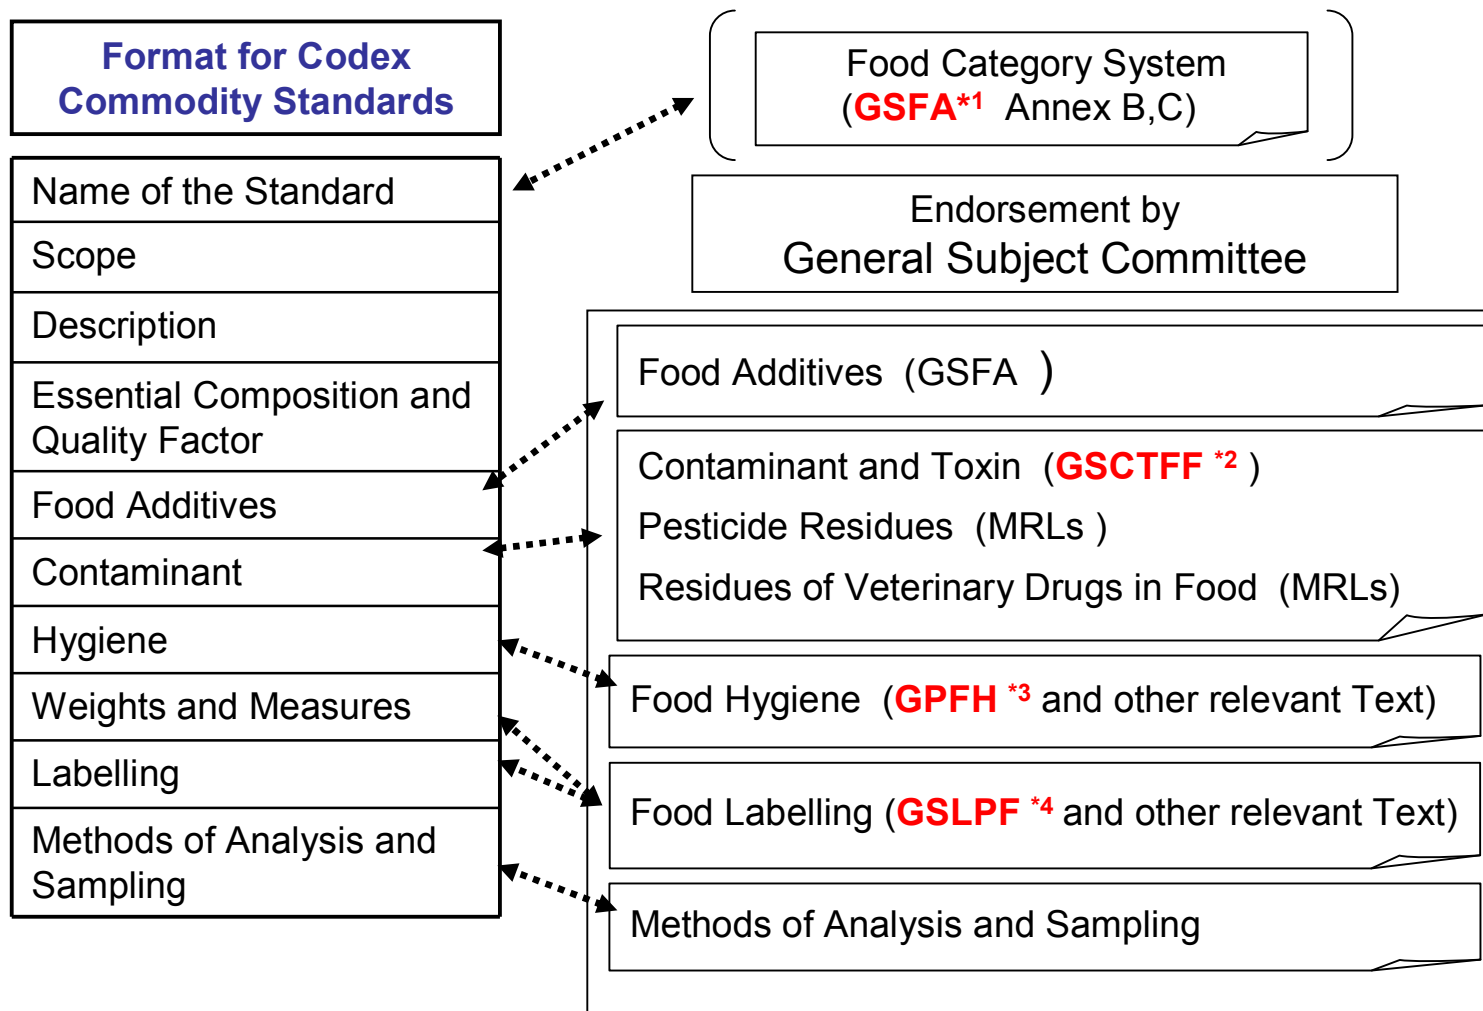 Format for Codex
Commodity Standards
Name of the Standard
Scope
Description
Essential Composition and
Quality Factor
Food Additives
Contaminant
Hygiene
Weights and Measures
Labelling
Methods of Analysis and
Sampling
Food Category System
(GSFA*1 Annex B,C)
Endorsement by
General Subject Committee
Food Additives (GSFA )
Contaminant and Toxin (GSCTFF *2 )
Pesticide Residues (MRLs )
Residues of Veterinary Drugs in Food (MRLs)
Food Hygiene (GPFH *3 and other relevant Text)
Food Labelling (GSLPF *4 and other relevant Text)
Methods of Analysis and Sampling